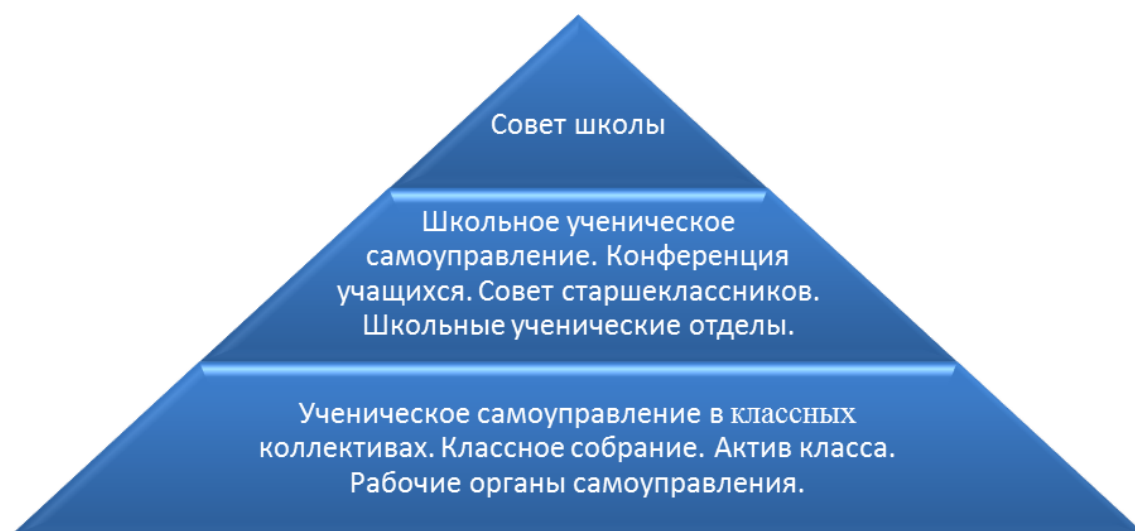 Совет школы
Школьное ученическое
самоуправление. Конференция
учащихся. Совет старшеклассников.
Школьные ученические отделы.
Ученическое самоуправление в классных
коллективах. Классное собрание. Актив класса.
Рабочие органы самоуправления.